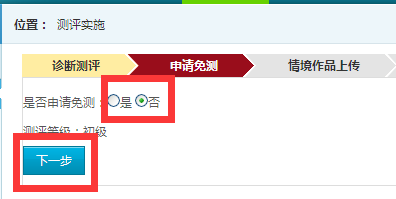 位置： 测评实施
诊断测评 申请免测 情境作品上传
是否申请免测：是 否
测评等级：初级
下一步